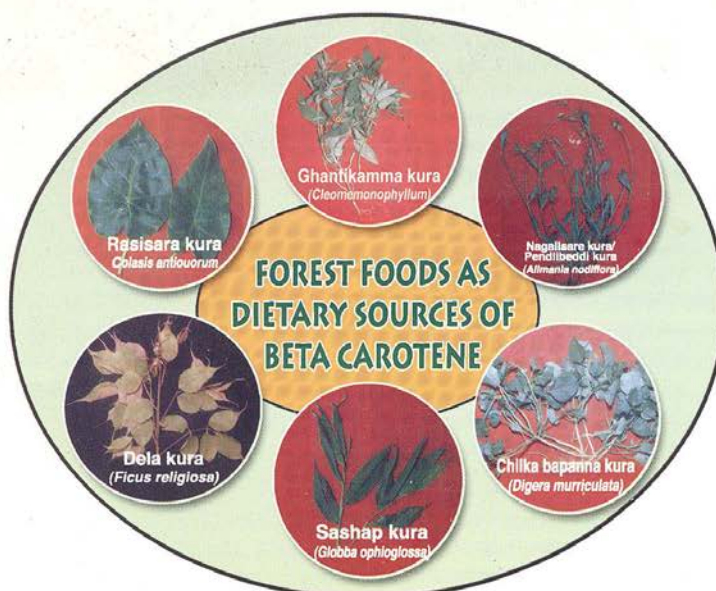 Ghantikamma kura
(Cleomemonophyllum)
Rasisara kura
Colasis antiouorum
Nagalisare kura/
Pendlibeddi kura
(Allmania nodiflora)
FOREST FOODS AS
DIETARY SOURCES OF
BETA CAROTENE
Dela kura
(Ficus religiosa)
Chilka bapanna kura
(Digera murriculata)
Sashap kura
(Globba ophioglossa)